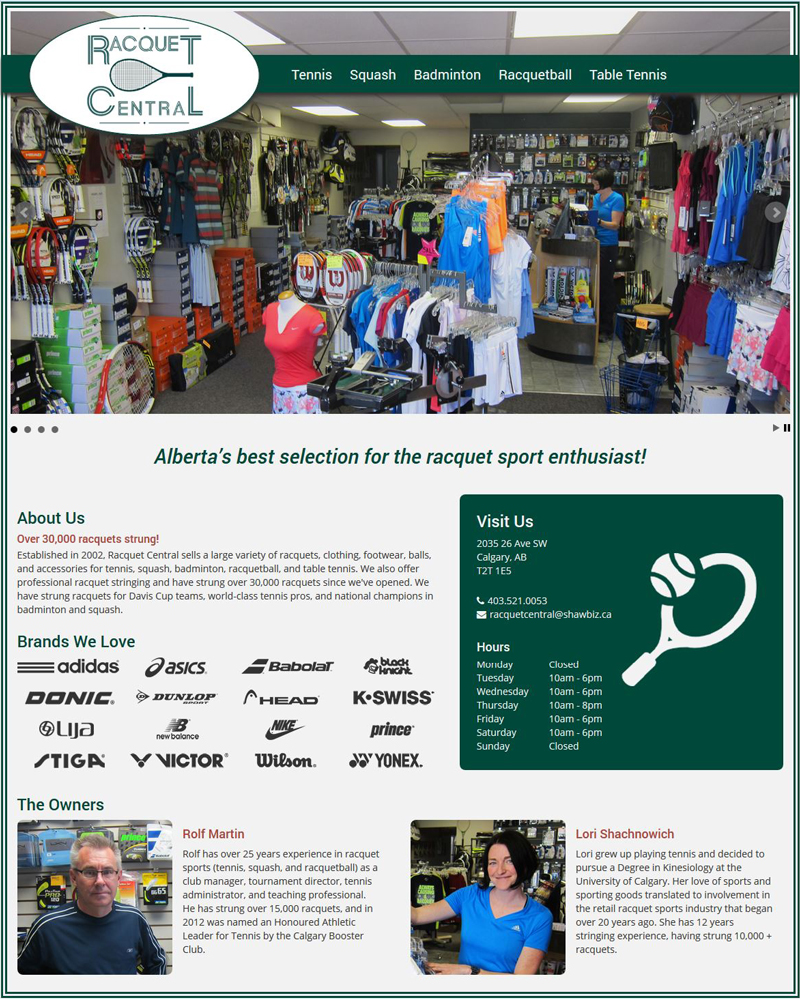 RACQUET
CENTRAL
Tennis Squash Badminton Racquetball Table Tennis
Alberta's best selection for the racquet sport enthusiast!
About Us
Over 30,000 racquets strung!
Established in 2002, Racquet Central sells a large variety of racquets, clothing, footwear, balls,
and accessories for tennis, squash, badminton, racquetball, and table tennis. We also offer
professional racquet stringing and have strung over 30,000 racquets since we've opened. We
have strung racquets for Davis Cup teams, world-class tennis pros, and national champions in
badminton and squash.
Brands We Love
adidas asics BABOLAT black knight
DONIC DUNLOP SPORT HEAD K·SWISS
LIJA new balance NIKE prince
STIGA VICTOR Wilson YONEX
Visit Us
2035 26 Ave SW
Calgary, AB
T2T 1E5
403.521.0053
racquetcentral@shawbiz.ca
Hours
Monday Closed
Tuesday 10am - 6pm
Wednesday 10am - 6pm
Thursday 10am - 8pm
Friday 10am - 6pm
Saturday 10am - 6pm
Sunday Closed
The Owners
Rolf Martin
Rolf has over 25 years experience in racquet
sports (tennis, squash, and racquetball) as a
club manager, tournament director, tennis
administrator, and teaching professional.
He has strung over 15,000 racquets, and in
2012 was named an Honoured Athletic
Leader for Tennis by the Calgary Booster
Club.
Lori Shachnowich
Lori grew up playing tennis and decided to
pursue a Degree in Kinesiology at the
University of Calgary. Her love of sports and
sporting goods translated to involvement in
the retail racquet sports industry that began
over 20 years ago. She has 12 years
stringing experience, having strung 10,000 +
racquets.